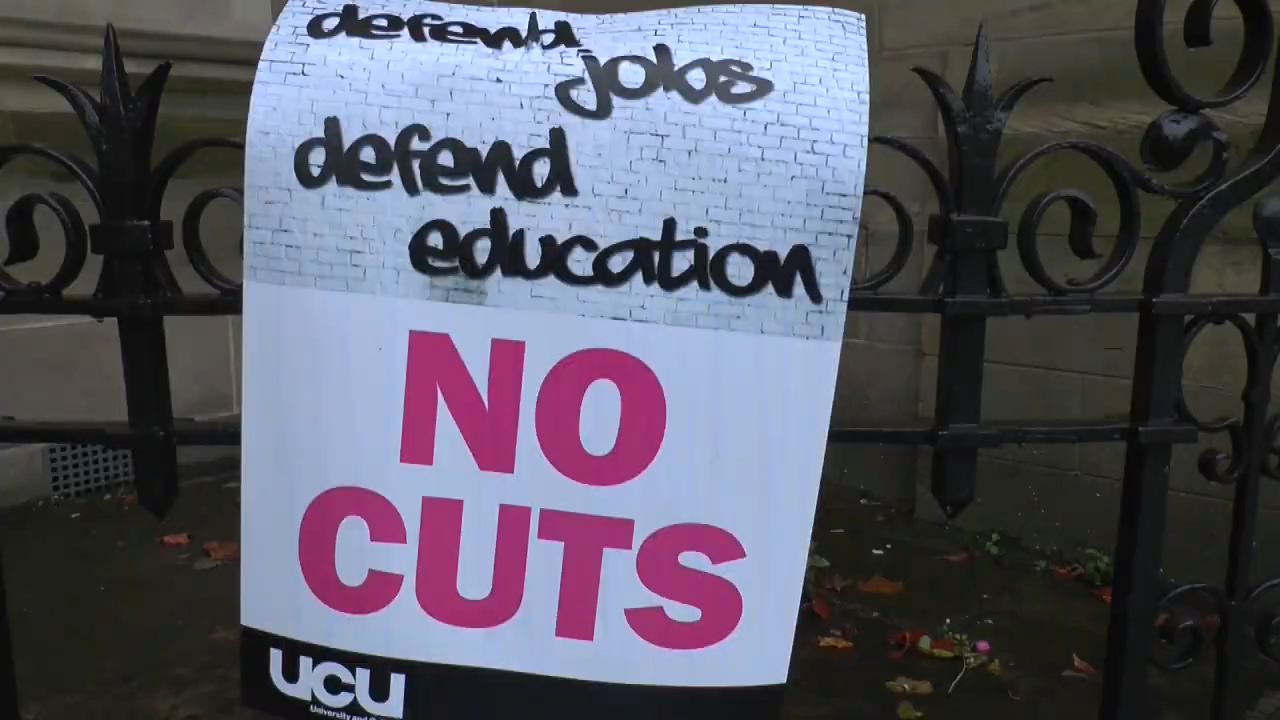 defend
jobs
defend
education
NO
CUTS
UCU
University and